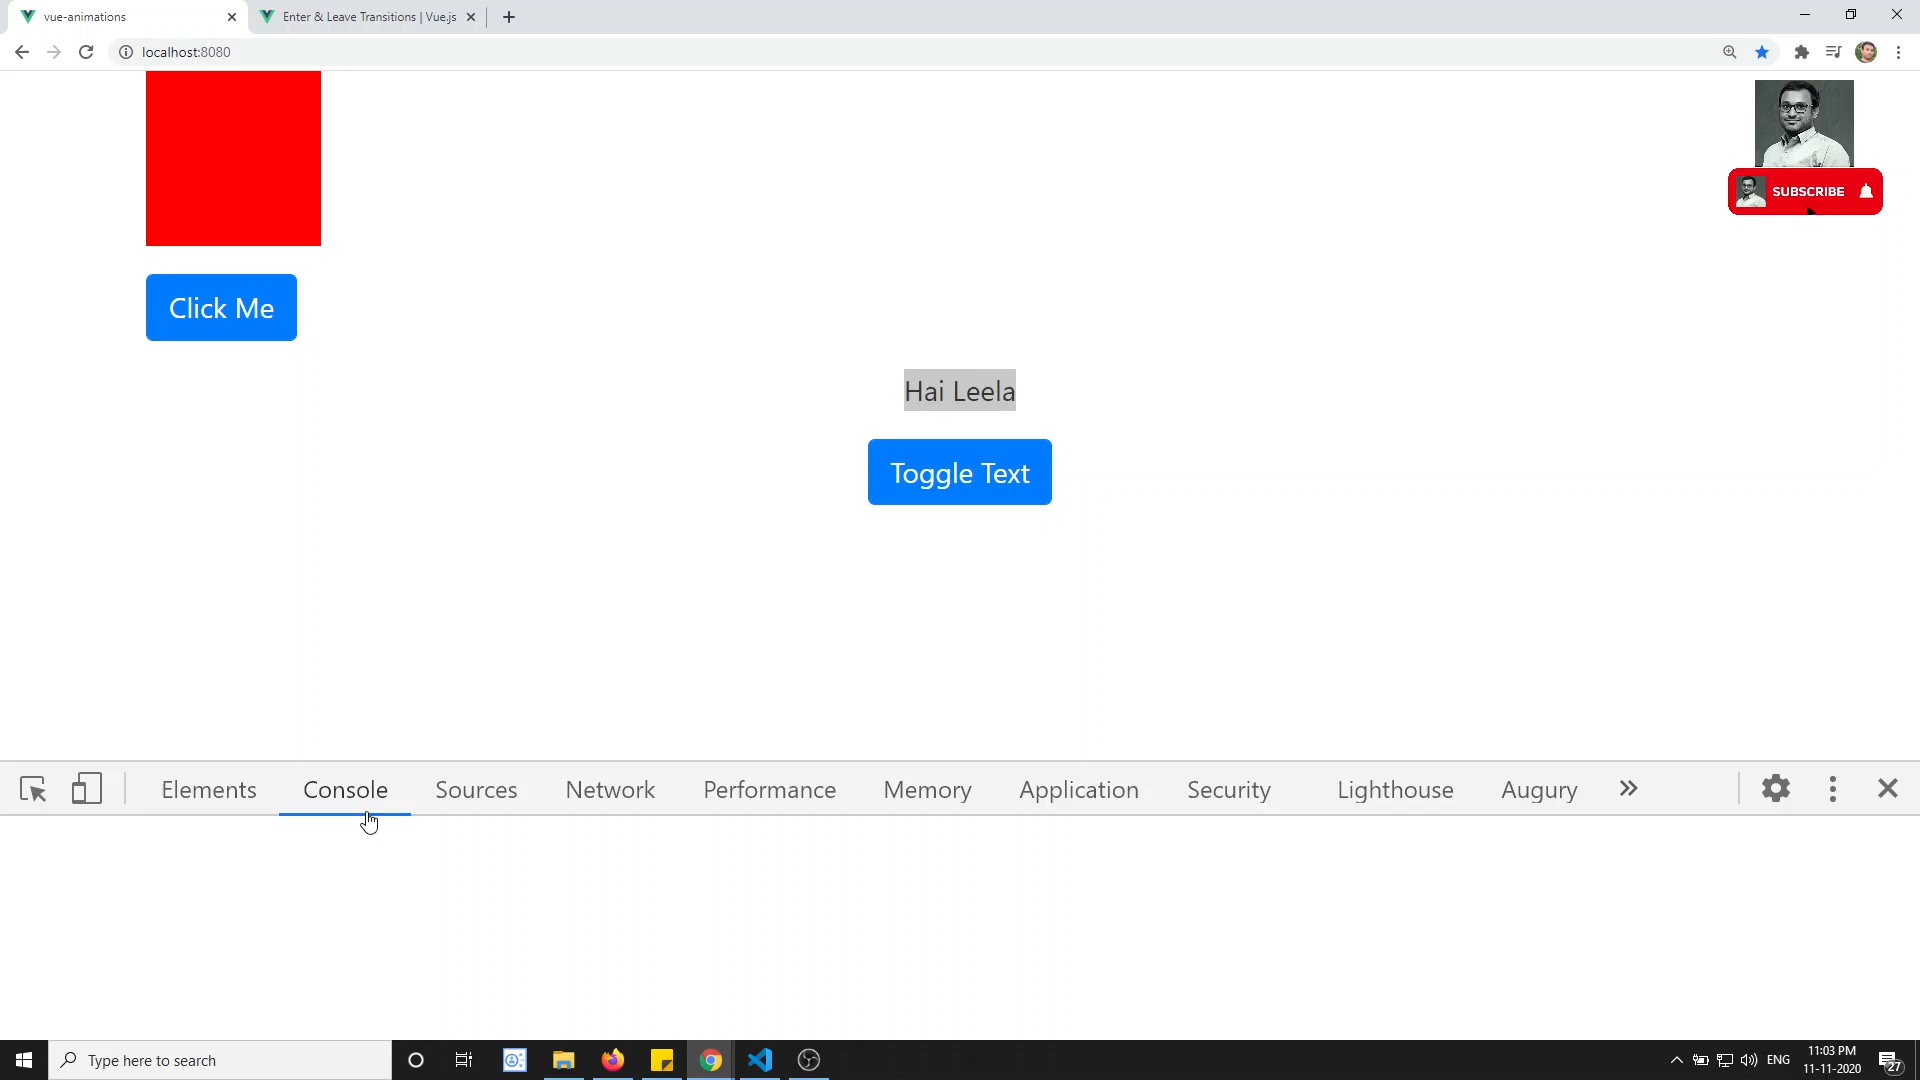 vue-animations
Enter & Leave Transitions | Vue.js
localhost:8080
SUBSCRIBE
Click Me
Hai Leela
Toggle Text
Elements Console Sources Network Performance Memory Application Security Lighthouse Augury
Type here to search
ENG
11:03 PM
11-11-2020
27